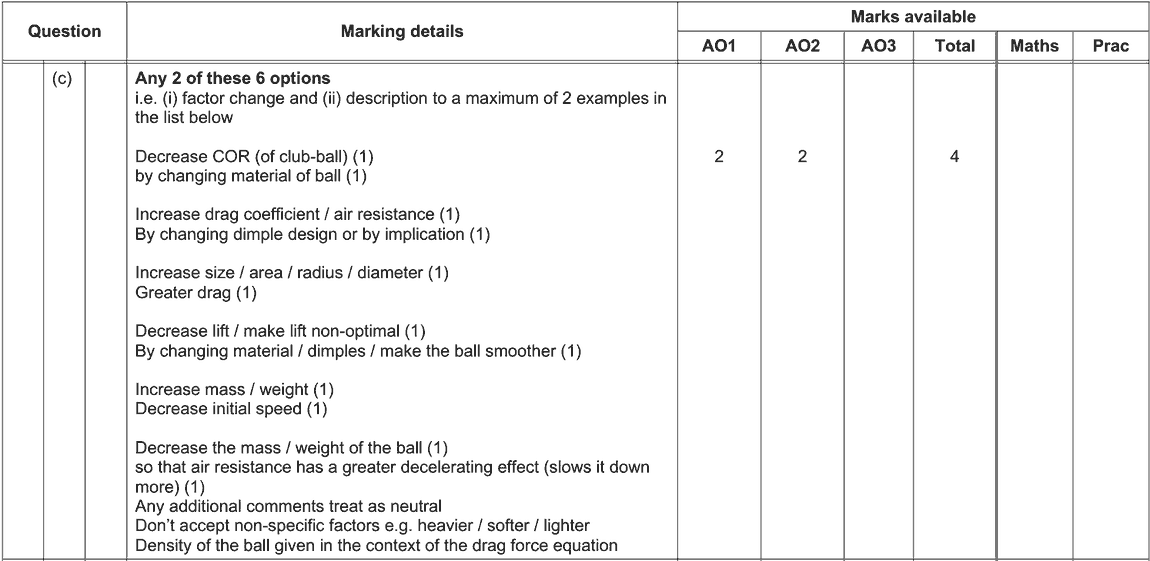 Question
Marking details
Marks available
AO1 AO2 AO3 Total Maths Prac
(c)
Any 2 of these 6 options
i.e. (i) factor change and (ii) description to a maximum of 2 examples in
the list below
Decrease COR (of club-ball) (1)
2 2 4
by changing material of ball (1)
Increase drag coefficient / air resistance (1)
By changing dimple design or by implication (1)
Increase size / area / radius / diameter (1)
Greater drag (1)
Decrease lift / make lift non-optimal (1)
By changing material / dimples / make the ball smoother (1)
Increase mass / weight (1)
Decrease initial speed (1)
Decrease the mass / weight of the ball (1)
so that air resistance has a greater decelerating effect (slows it down
more) (1)
Any additional comments treat as neutral
Don’t accept non-specific factors e.g. heavier / softer / lighter
Density of the ball given in the context of the drag force equation